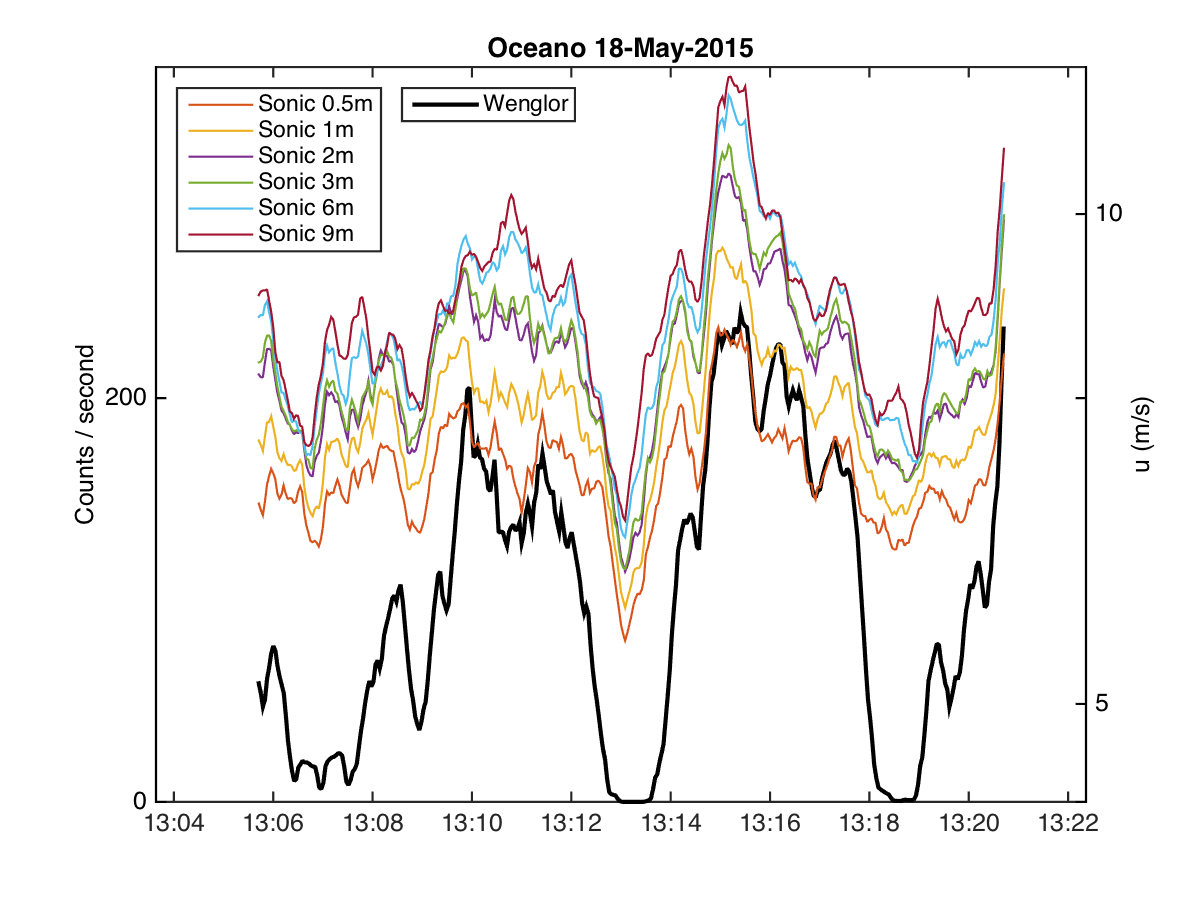 Oceano 18-May-2015
Sonic 0.5m
Sonic 1m
Sonic 2m
Sonic 3m
Sonic 6m
Sonic 9m
Wenglor
Counts / second
200
0
10
5
u (m/s)
13:04 13:06 13:08 13:10 13:12 13:14 13:16 13:18 13:20 13:22